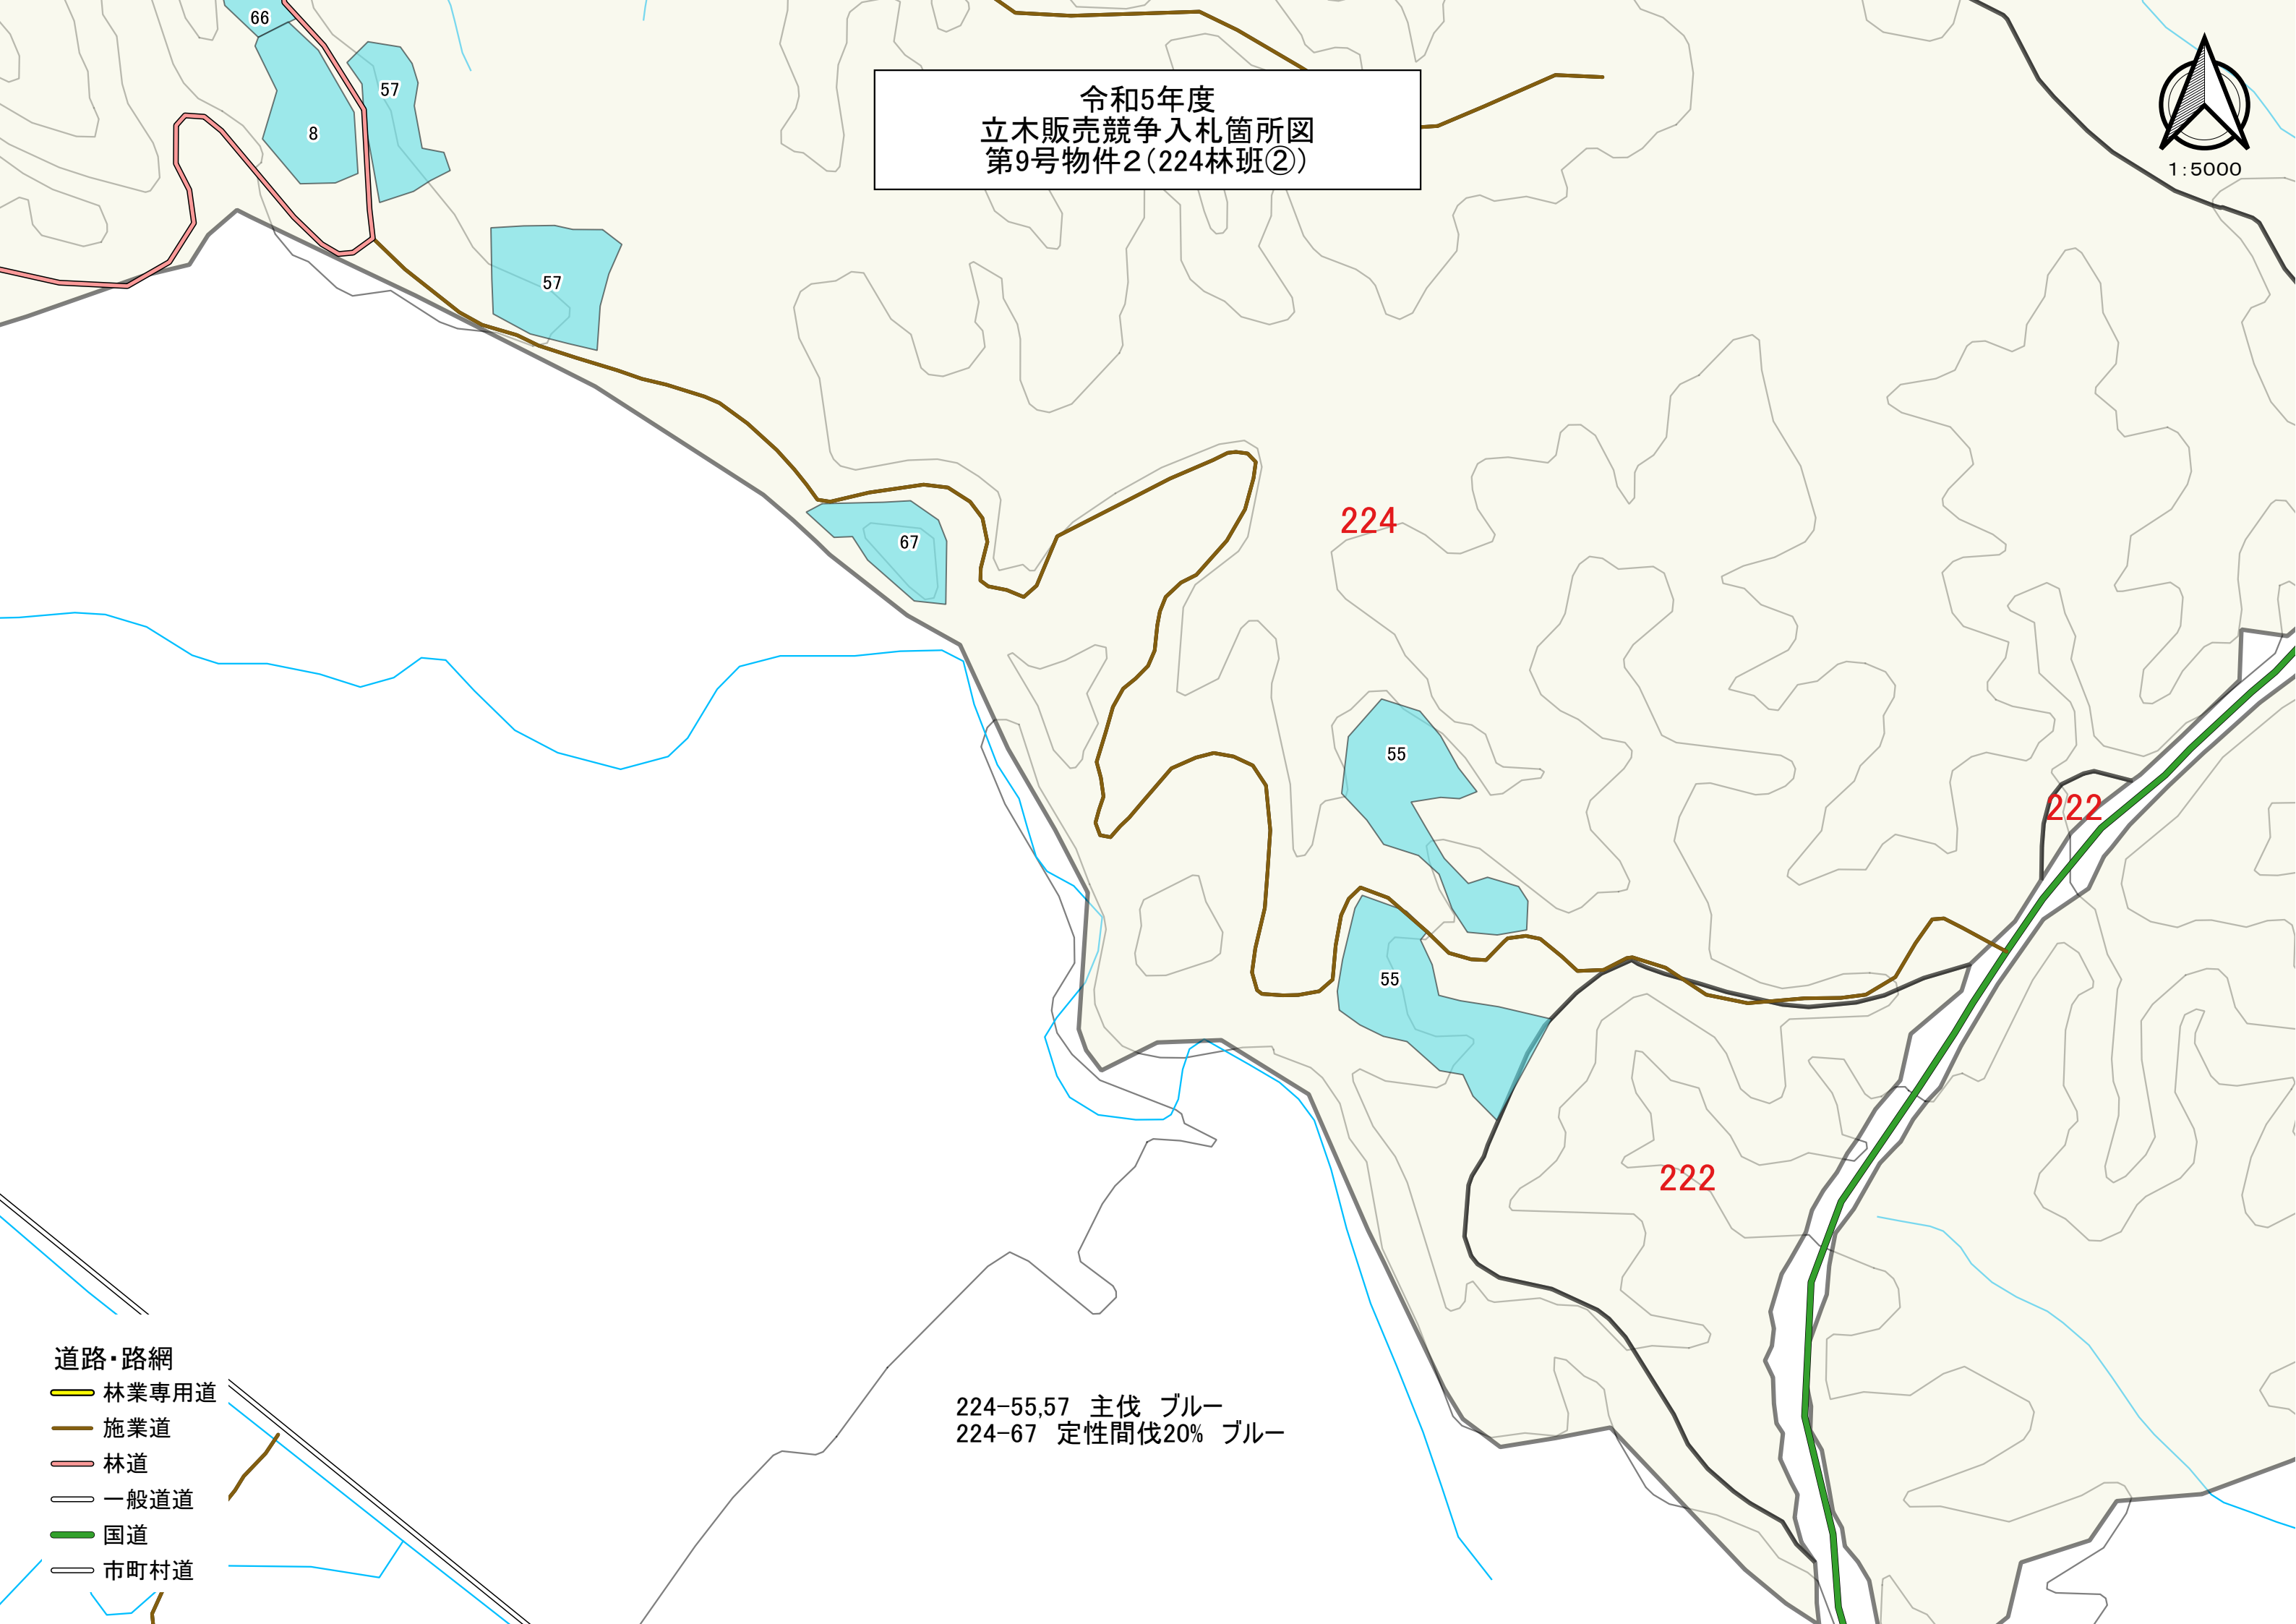 66
57
8
令和5年度
立木販売競争入札箇所図
第9号物件2(224林班②)
1:5000
57
224
67
55
222
55
222
道路・路網
林業専用道
施業道
林道
一般道道
国道
市町村道
224-55,57 主伐 ブルー
224-67 定性間伐20% ブルー